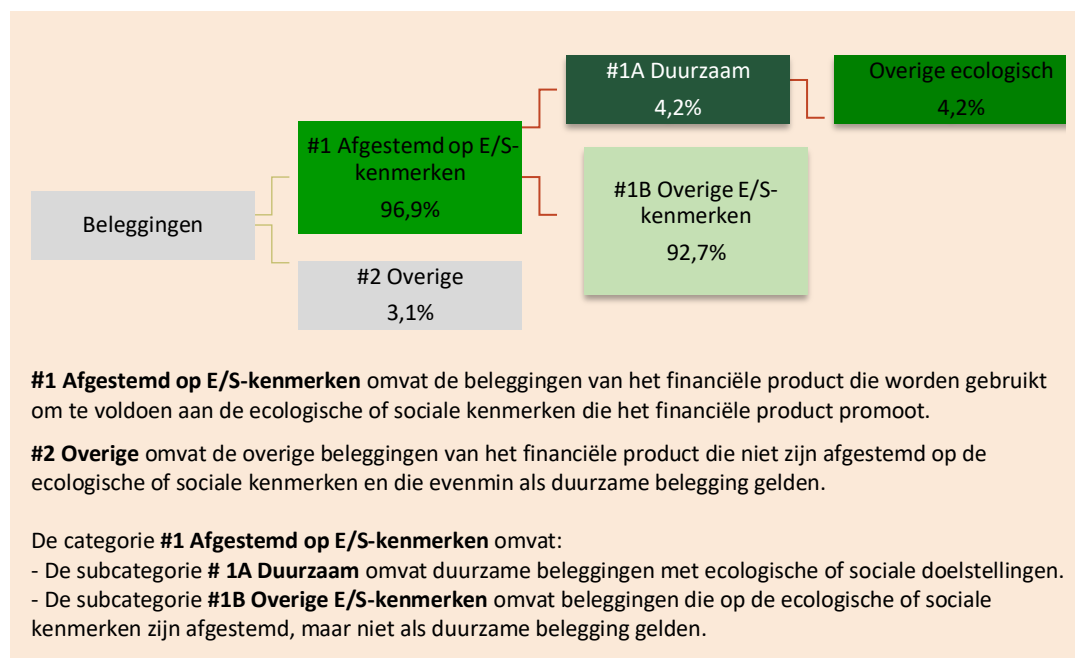 #1A Duurzaam
4,2%
Overige ecologisch
4,2%
#1 Afgestemd op E/S-
kenmerken
96,9%
#1B Overige E/S-
kenmerken
92,7%
Beleggingen
#2 Overige
3,1%
#1 Afgestemd op E/S-kenmerken omvat de beleggingen van het financiële product die worden gebruikt
om te voldoen aan de ecologische of sociale kenmerken die het financiële product promoot.
#2 Overige omvat de overige beleggingen van het financiële product die niet zijn afgestemd op de
ecologische of sociale kenmerken en die evenmin als duurzame belegging gelden.
De categorie #1 Afgestemd op E/S-kenmerken omvat:
- De subcategorie # 1A Duurzaam omvat duurzame beleggingen met ecologische of sociale doelstellingen.
- De subcategorie #1B Overige E/S-kenmerken omvat beleggingen die op de ecologische of sociale
kenmerken zijn afgestemd, maar niet als duurzame belegging gelden.